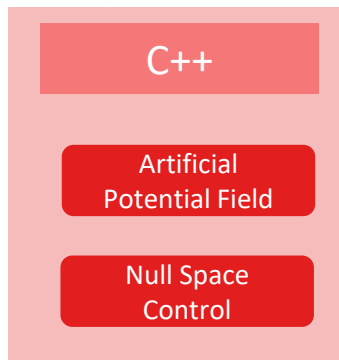 C++
Artificial
Potential Field
Null Space
Control